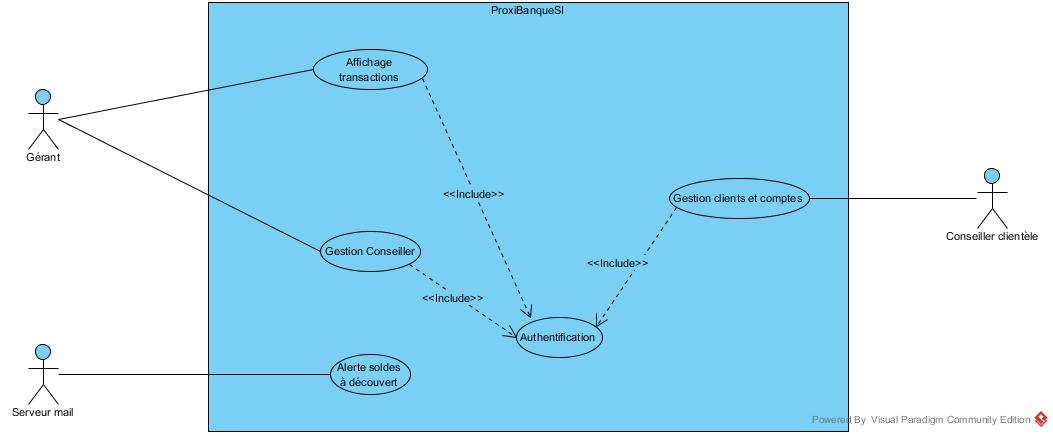 ProxiBanqueSI
Affichage
transactions
Gérant
<<Include>>
Gestion clients et comptes
Conseiller clientèle
Gestion Conseiller
<<Include>>
<<Include>>
Authentification
Alerte soldes
à découvert
Serveur mail
Powered By Visual Paradigm Community Edition